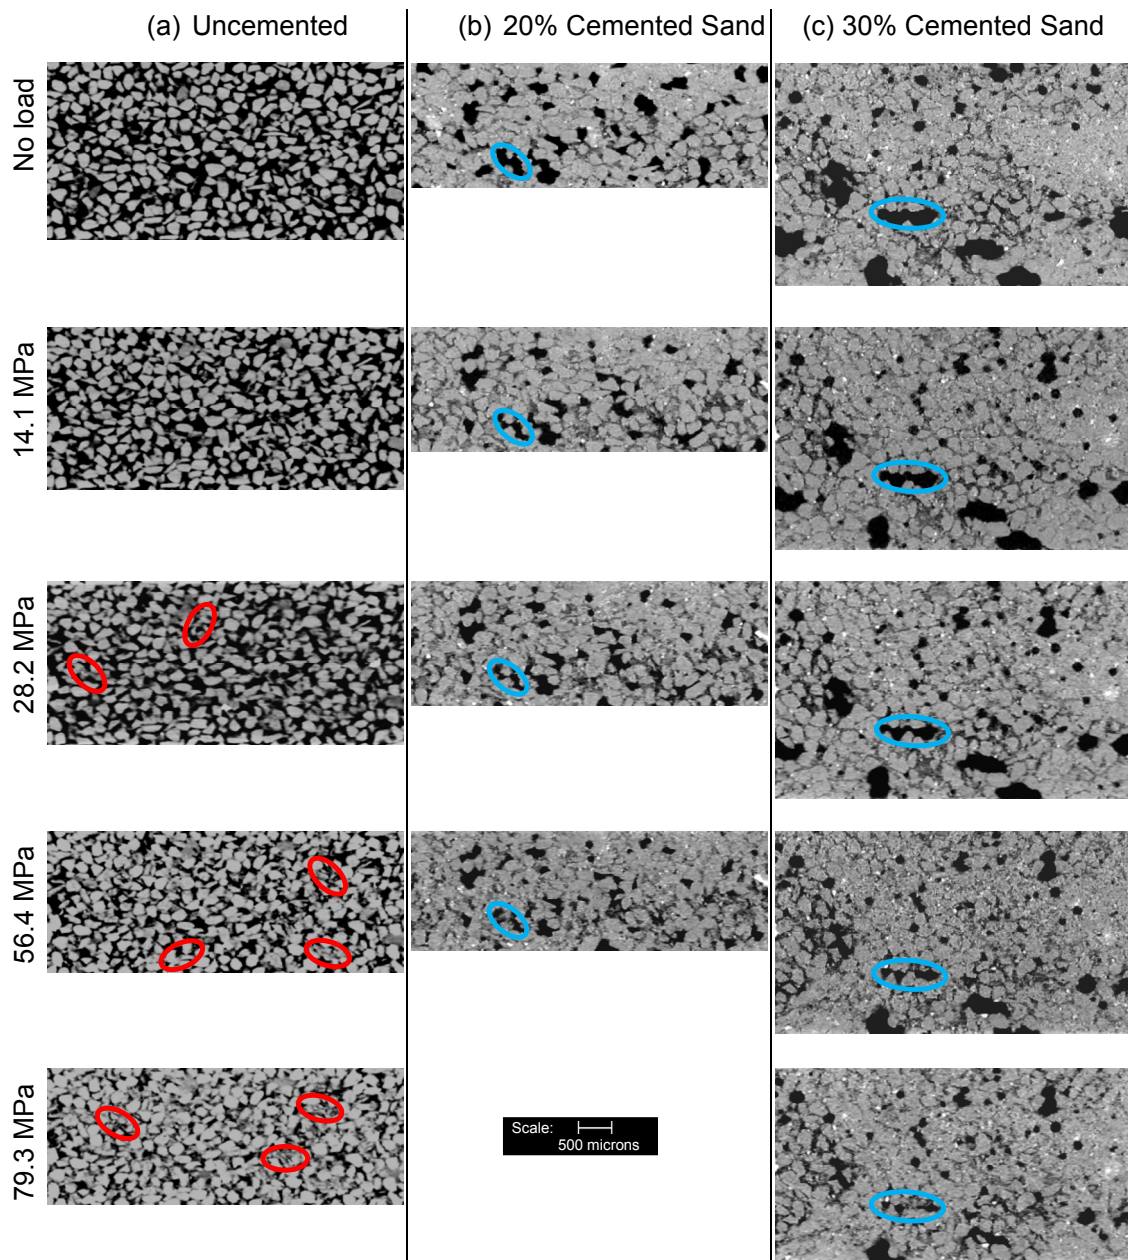 (a) Uncemented
(b) 20% Cemented Sand
(c) 30% Cemented Sand
No load
14.1 MPa
28.2 MPa
56.4 MPa
79.3 MPa
Scale:
500 microns